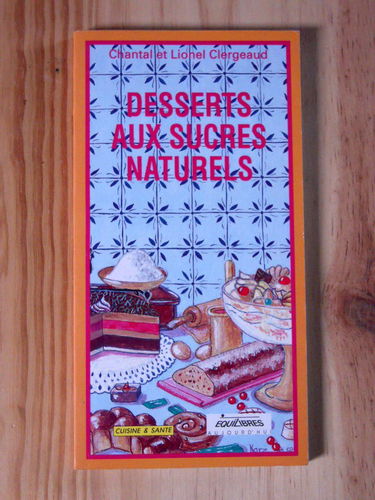 Chantal et Lionel Clergeaud
DESSERTS
AUX SUCRES
NATURELS
CUISINE & SANTÉ
EQUILIBRES
AUJOURD'HUI